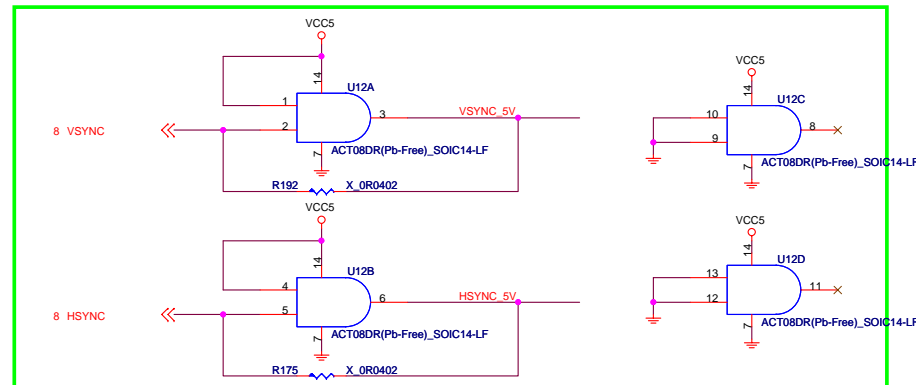 VCC5
14
U12A
1
3
VSYNC_5V
8 VSYNC
2
7
ACT08DR(Pb-Free)_SOIC14-LF
R192
X_0R0402
VCC5
14
U12C
10
8
9
7
ACT08DR(Pb-Free)_SOIC14-LF
VCC5
14
U12B
4
6
HSYNC_5V
8 HSYNC
5
7
ACT08DR(Pb-Free)_SOIC14-LF
R175
X_0R0402
VCC5
14
U12D
13
11
12
7
ACT08DR(Pb-Free)_SOIC14-LF